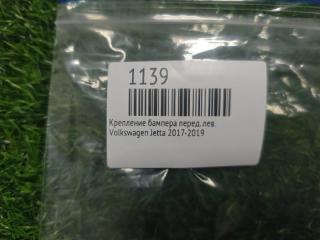 1139
Крепление бампера перед. лев.
Volkswagen Jetta 2017-2019